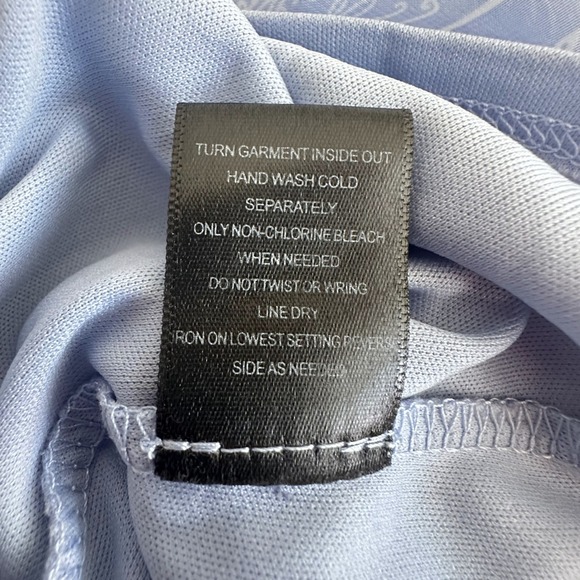 TURN GARMENT INSIDE OUT
HAND WASH COLD
SEPARATELY
ONLY NON-CHLORINE BLEACH
WHEN NEEDED
DO NOT TWIST OR WRING
LINE DRY
IRON ON LOWEST SETTING REVERSE
SIDE AS NEEDED